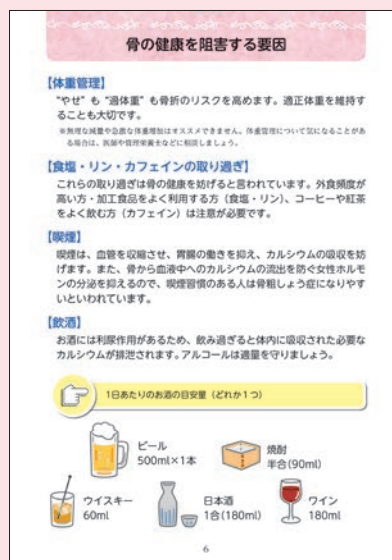 骨の健康を阻害する要因
【体重管理】
“やせ”も“過体重”も骨折のリスクを高めます。適正体重を維持す
ることも大切です。
※無理な減量や急激な体重増加はオススメできません。体重管理について気になることがあ
る場合は、医師や管理栄養士などに相談しましょう。
【食塩・リン・カフェインの取り過ぎ】
これらの取り過ぎは骨の健康を妨げると言われています。外食頻度
が高い方・加工食品をよく利用する方（食塩・リン）、コーヒーや紅茶
をよく飲む方（カフェイン）は注意が必要です。
【喫煙】
喫煙は、血管を収縮させ、胃腸の働きを抑え、カルシウムの吸収を妨
げます。また、骨から血液中へのカルシウムの流出を防ぐ女性ホルモ
ンの分泌を抑えるので、喫煙習慣のある人は骨粗しょう症になりやす
いといわれています。
【飲酒】
お酒には利尿作用があるため、飲み過ぎると体内に吸収された必要な
カルシウムが排泄されます。アルコールは適量を守りましょう。
1日あたりのお酒の目安量（どれか1つ）
ビール
500ml×1本
焼酎
半合(90ml)
ウイスキー
60ml
日本酒
1合(180ml)
ワイン
180ml
6